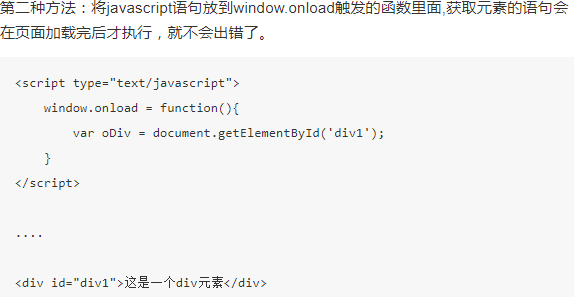 第二种方法：将javascript语句放到window.onload触发的函数里面,获取元素的语句会
在页面加载完后才执行，就不会出错了。
<script type="text/javascript">
    window.onload = function(){
        var oDiv = document.getElementById('div1');
    }
</script>
....
<div id="div1">这是一个div元素</div>